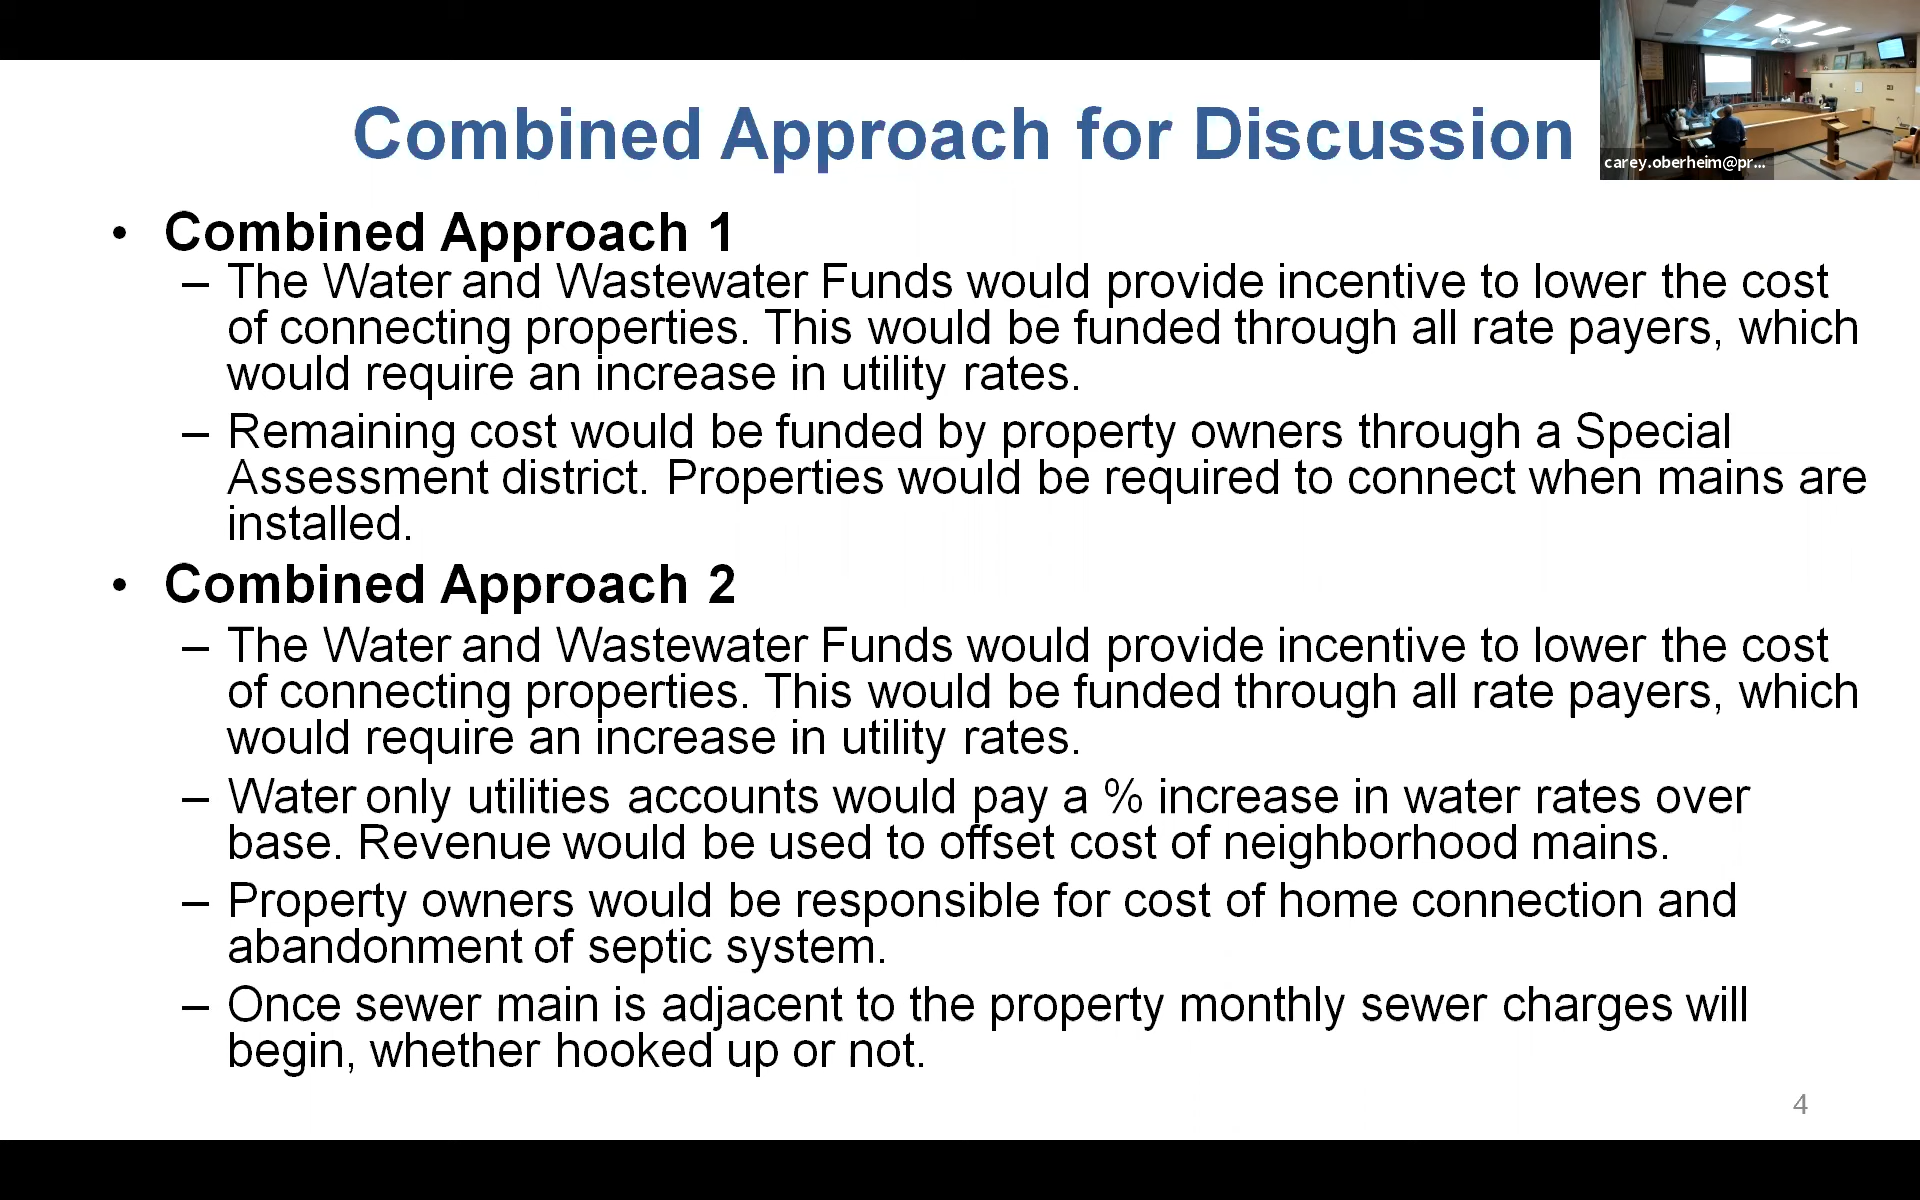 Combined Approach for Discussion
carey.oberheim@pr...
• Combined Approach 1
– The Water and Wastewater Funds would provide incentive to lower the cost
of connecting properties. This would be funded through all rate payers, which
would require an increase in utility rates.
– Remaining cost would be funded by property owners through a Special
Assessment district. Properties would be required to connect when mains are
installed.
• Combined Approach 2
– The Water and Wastewater Funds would provide incentive to lower the cost
of connecting properties. This would be funded through all rate payers, which
would require an increase in utility rates.
– Water only utilities accounts would pay a % increase in water rates over
base. Revenue would be used to offset cost of neighborhood mains.
– Property owners would be responsible for cost of home connection and
abandonment of septic system.
– Once sewer main is adjacent to the property monthly sewer charges will
begin, whether hooked up or not.
4